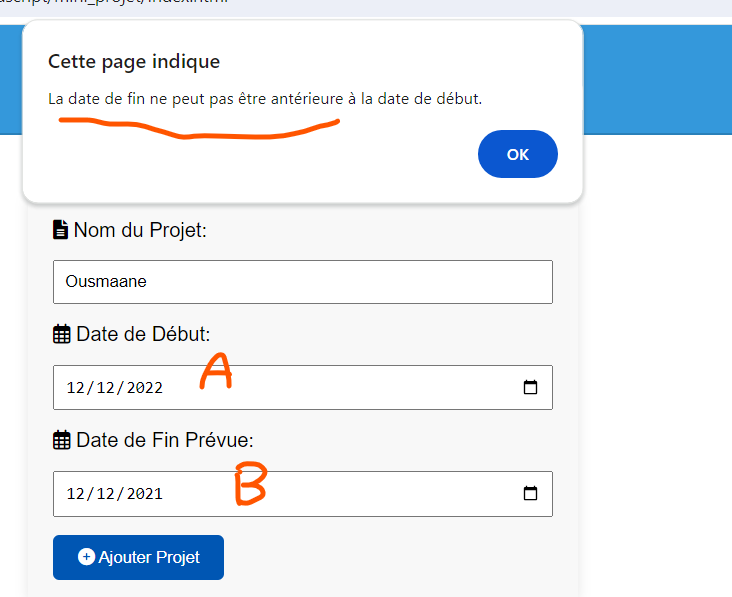 Cette page indique
La date de fin ne peut pas être antérieure à la date de début.
OK
Nom du Projet:
Ousmaane
Date de Début:
12/12/2022
A
Date de Fin Prévue:
12/12/2021
B
Ajouter Projet